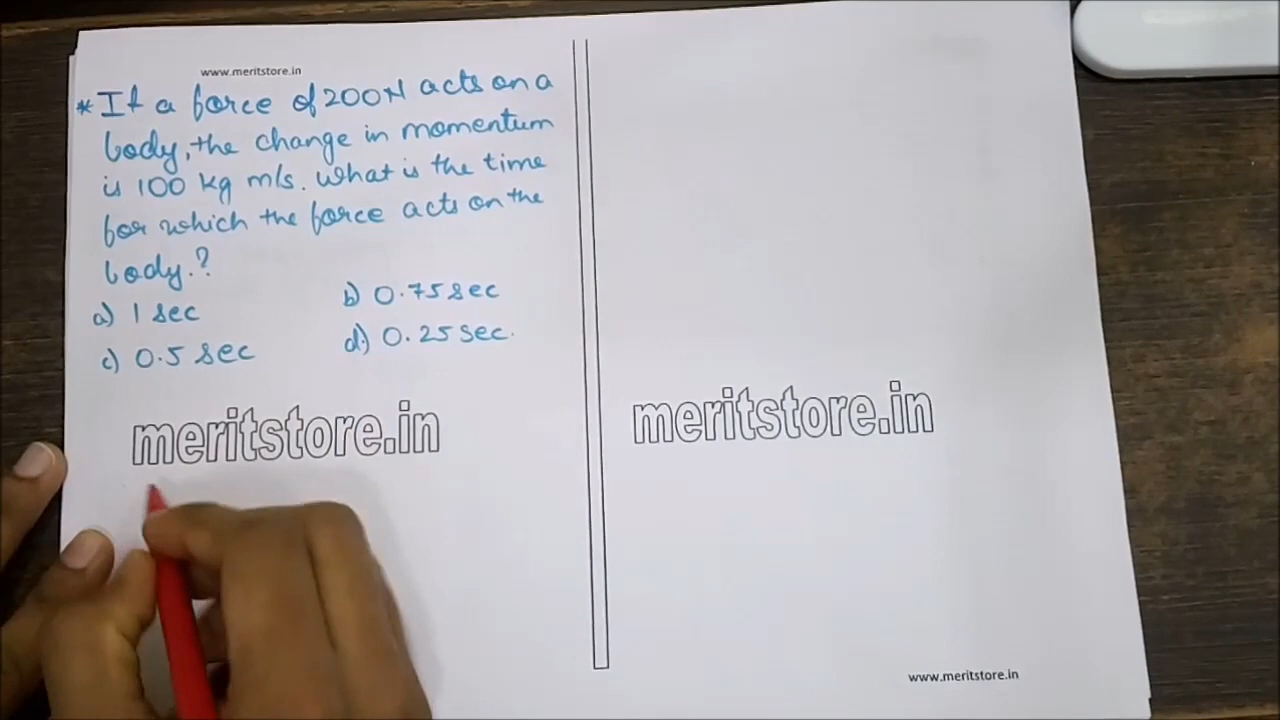 www.meritstore.in
* If a force of 200N acts on a
body, the change in momentum
is 100 kg m/s. What is the time
for which the force acts on the
body.?
a) 1 sec
b) 0.75 sec
c) 0.5 sec
d.) 0.25 sec.
meritstore.in
meritstore.in
www.meritstore.in